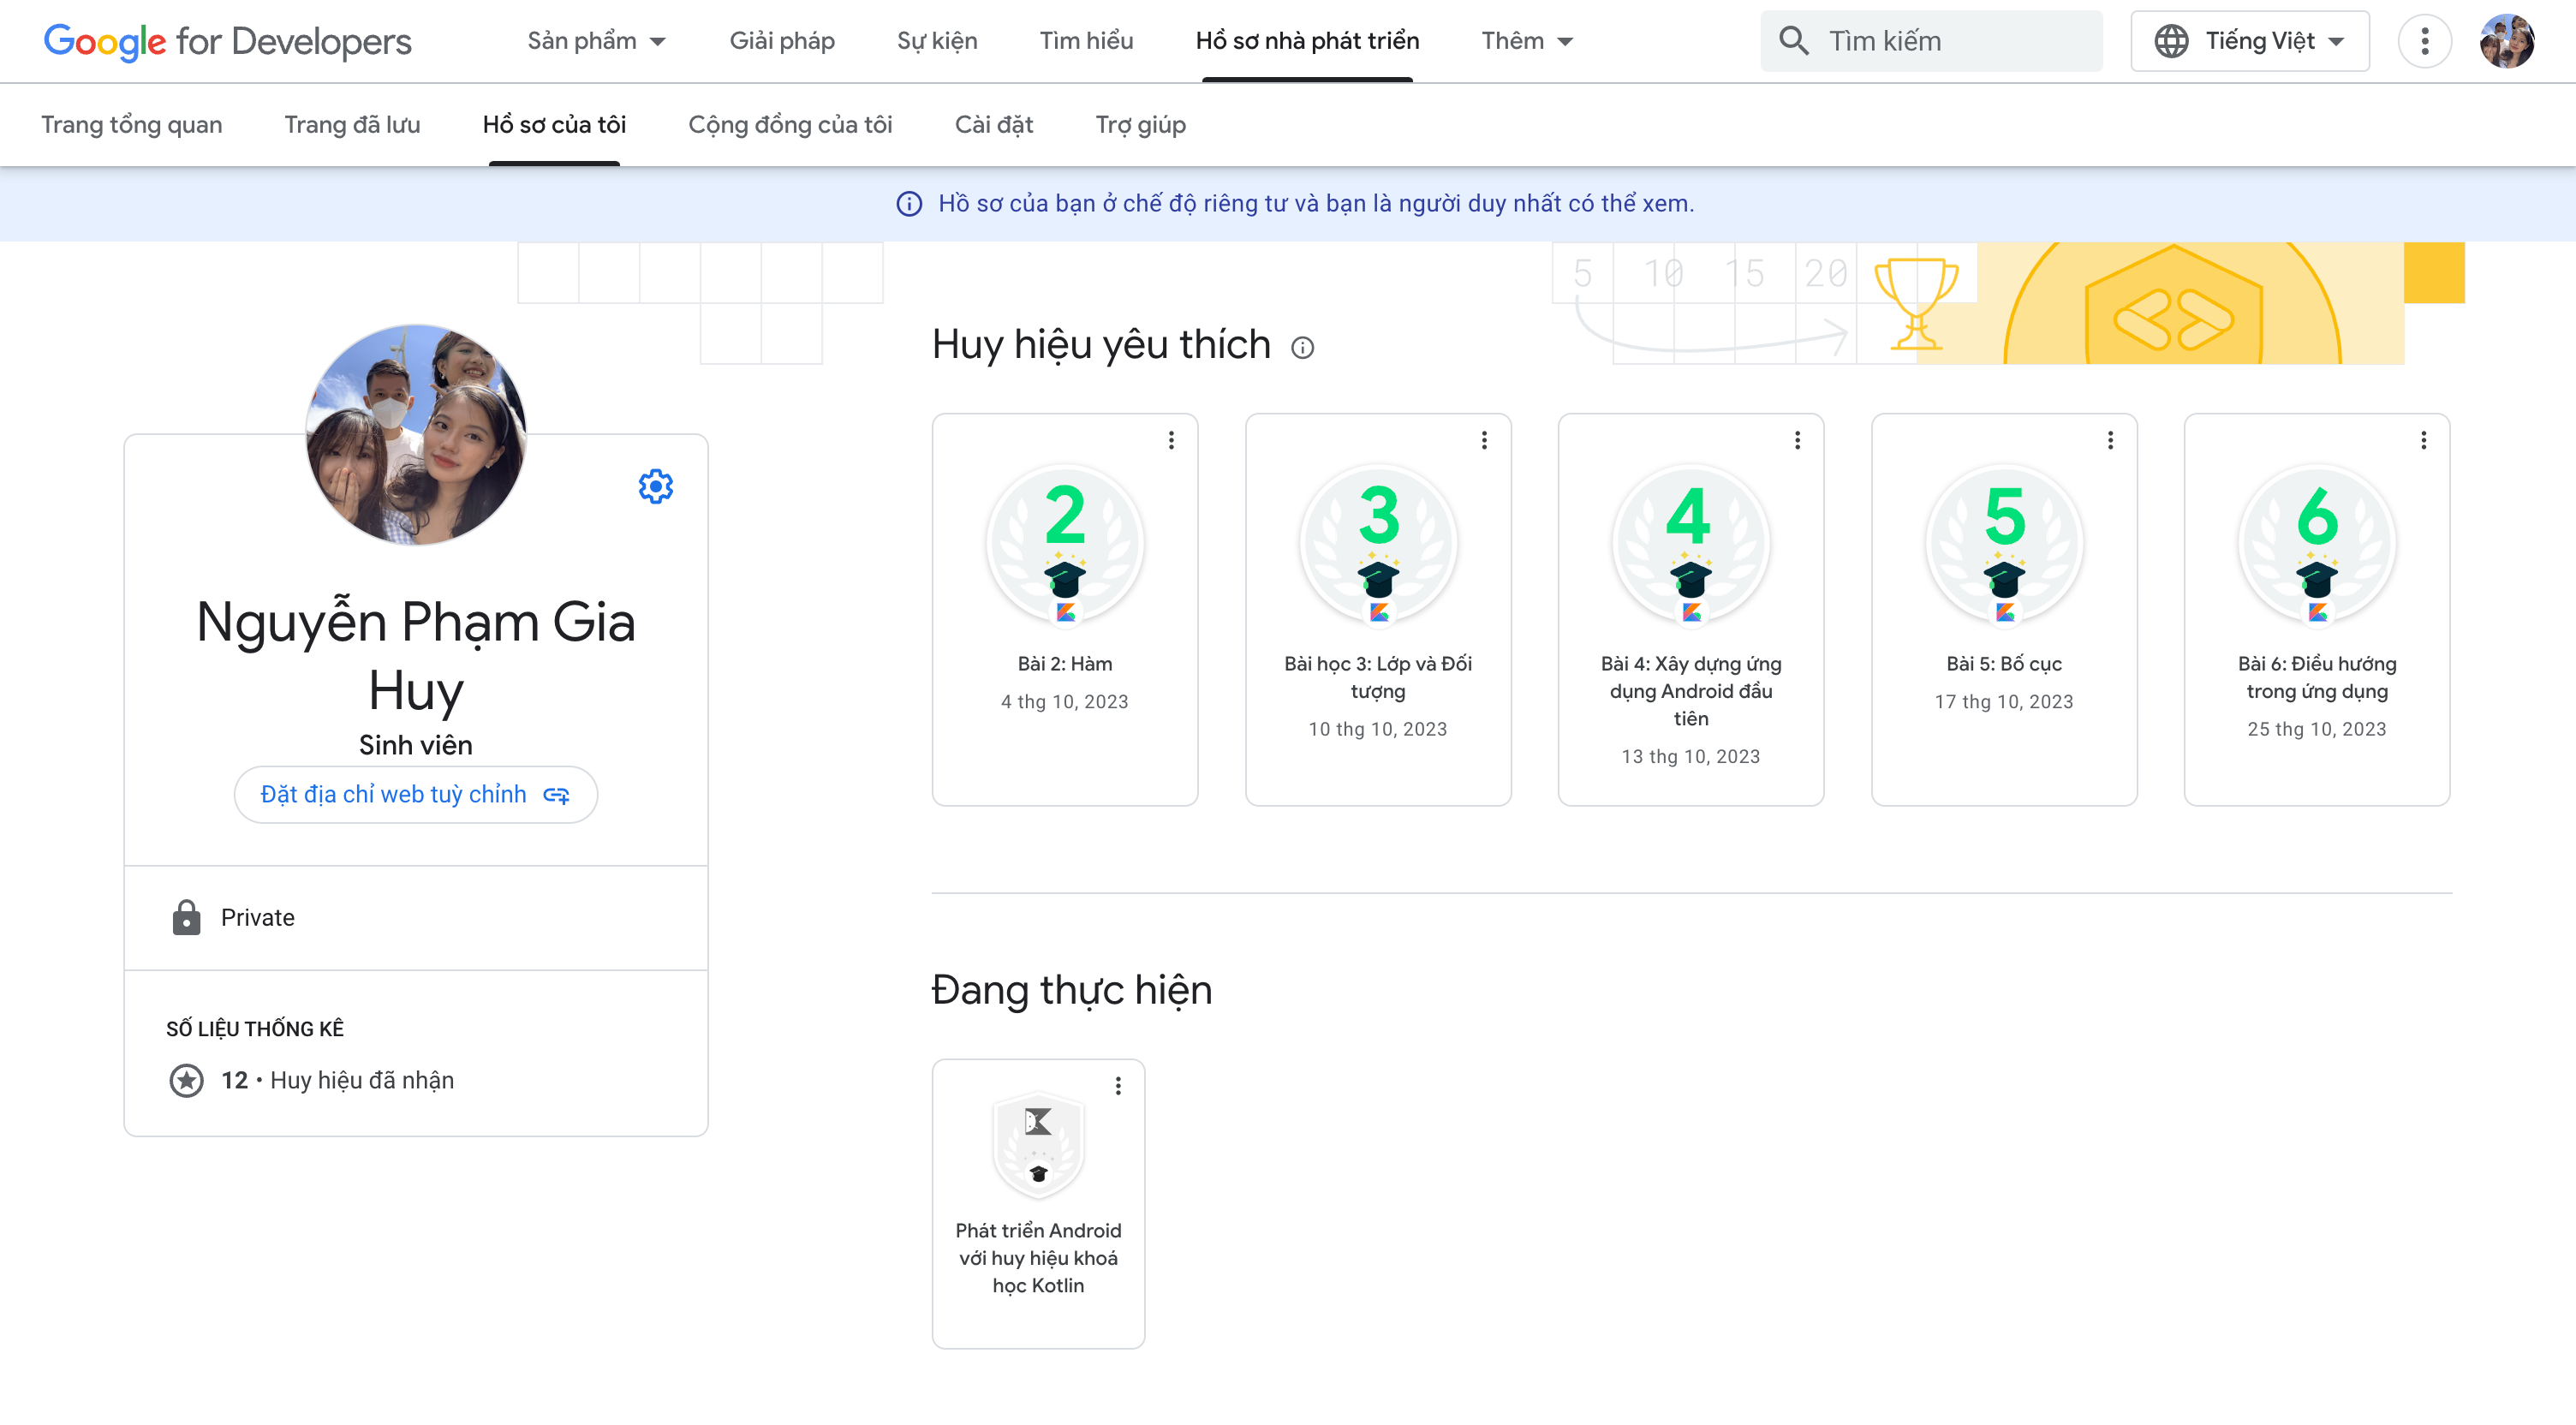 Google for Developers
Sản phẩm
Giải pháp
Sự kiện
Tìm hiểu
Hồ sơ nhà phát triển
Thêm
Tìm kiếm
Tiếng Việt
Trang tổng quan
Trang đã lưu
Hồ sơ của tôi
Cộng đồng của tôi
Cài đặt
Trợ giúp
Hồ sơ của bạn ở chế độ riêng tư và bạn là người duy nhất có thể xem.
5 10 15 20
Nguyễn Phạm Gia
Huy
Sinh viên
Đặt địa chỉ web tuỳ chỉnh
Private
SỐ LIỆU THỐNG KÊ
12 • Huy hiệu đã nhận
Huy hiệu yêu thích
2
Bài 2: Hàm
4 thg 10, 2023
3
Bài học 3: Lớp và Đối
tượng
10 thg 10, 2023
4
Bài 4: Xây dựng ứng
dụng Android đầu
tiên
13 thg 10, 2023
5
Bài 5: Bố cục
17 thg 10, 2023
6
Bài 6: Điều hướng
trong ứng dụng
25 thg 10, 2023
Đang thực hiện
Phát triển Android
với huy hiệu khoá
học Kotlin